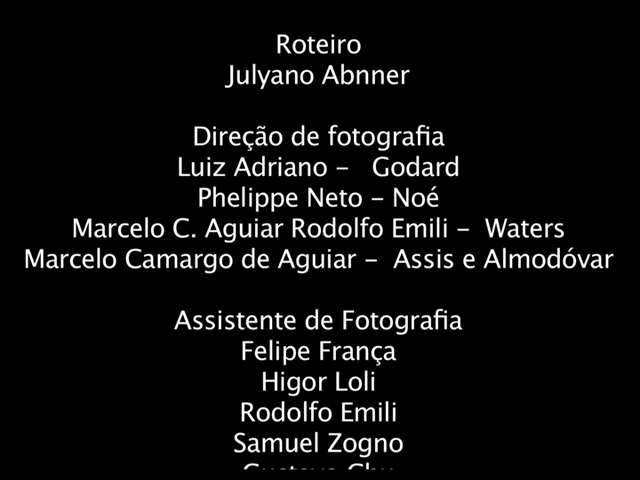 Roteiro
Julyano Abnner
Direção de fotografia
Luiz Adriano - Godard
Phelippe Neto - Noé
Marcelo C. Aguiar Rodolfo Emili - Waters
Marcelo Camargo de Aguiar - Assis e Almodóvar
Assistente de Fotografia
Felipe França
Higor Loli
Rodolfo Emili
Samuel Zogno